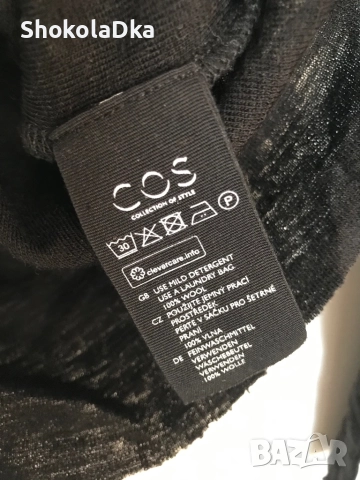 ShokolaDka
COS
COLLECTION OF STYLE
30
P
clevercare.info
GB USE MILD DETERGENT
USE A LAUNDRY BAG
100% WOOL
CZ POUŽIJTE JEMNÝ PRACÍ
PROSTŘEDEK
PERTE V SÁČKU PRO ŠETRNÉ
PRANÍ
100% VLNA
DE FEINWASCHMITTEL
VERWENDEN
WÄSCHEBEUTEL
VERWENDEN
100% WOLLE
BAZAR